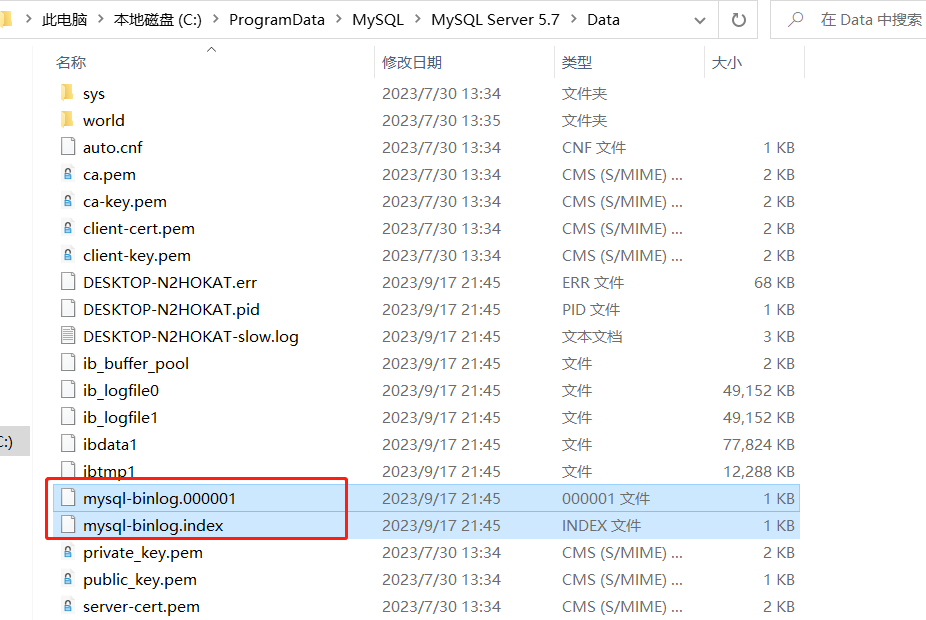 此电脑 › 本地磁盘 (C:) › ProgramData › MySQL › MySQL Server 5.7 › Data 在 Data 中搜索
名称 修改日期 类型 大小
sys 2023/7/30 13:34 文件夹
world 2023/7/30 13:35 文件夹
auto.cnf 2023/7/30 13:34 CNF 文件 1 KB
ca.pem 2023/7/30 13:34 CMS (S/MIME) ... 2 KB
ca-key.pem 2023/7/30 13:34 CMS (S/MIME) ... 2 KB
client-cert.pem 2023/7/30 13:34 CMS (S/MIME) ... 2 KB
client-key.pem 2023/7/30 13:34 CMS (S/MIME) ... 2 KB
DESKTOP-N2HOKAT.err 2023/9/17 21:45 ERR 文件 68 KB
DESKTOP-N2HOKAT.pid 2023/9/17 21:45 PID 文件 1 KB
DESKTOP-N2HOKAT-slow.log 2023/9/17 21:45 文本文档 3 KB
ib_buffer_pool 2023/9/17 21:45 文件 2 KB
ib_logfile0 2023/9/17 21:45 文件 49,152 KB
ib_logfile1 2023/9/17 21:45 文件 49,152 KB
ibdata1 2023/9/17 21:45 文件 77,824 KB
C:)
ibtmp1 2023/9/17 21:45 文件 12,288 KB
mysql-binlog.000001 2023/9/17 21:45 000001 文件 1 KB
mysql-binlog.index 2023/9/17 21:45 INDEX 文件 1 KB
private_key.pem 2023/7/30 13:34 CMS (S/MIME) ... 2 KB
public_key.pem 2023/7/30 13:34 CMS (S/MIME) ... 1 KB
server-cert.pem 2023/7/30 13:34 CMS (S/MIME) ... 2 KB